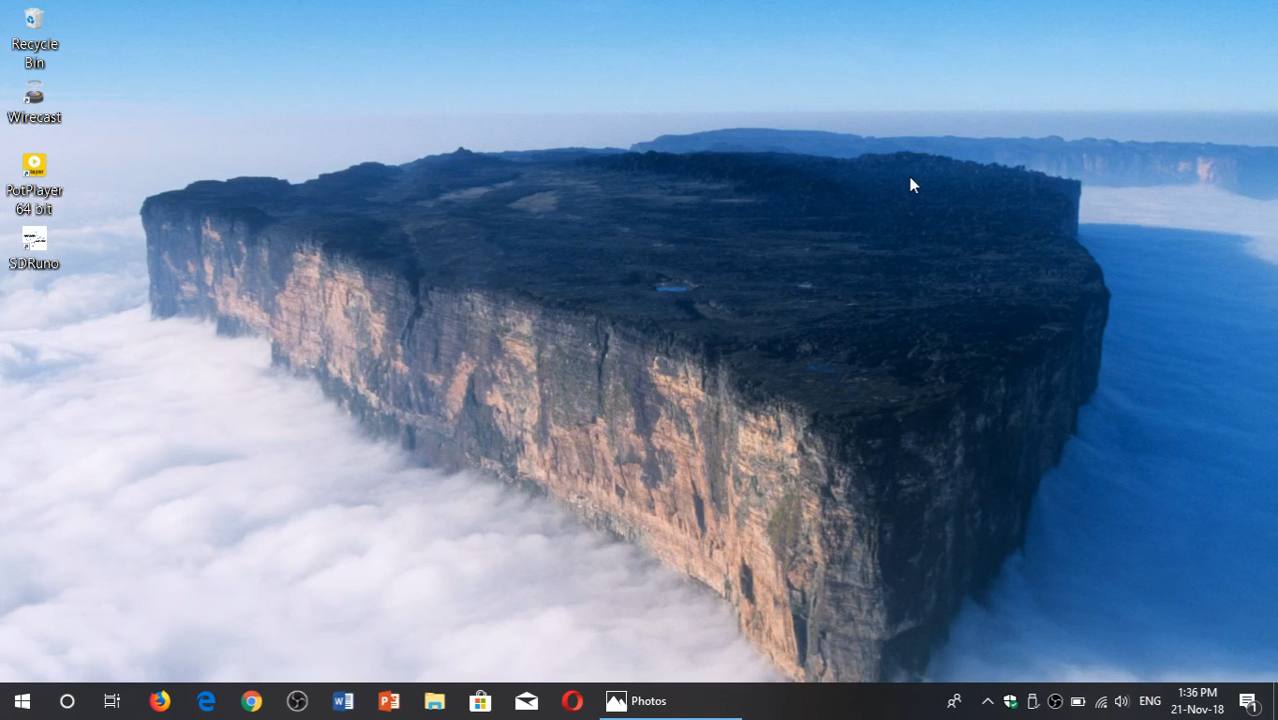 Recycle
Bin
Wirecast
PotPlayer
64 bit
SDRuno
Photos
ENG
1:36 PM
21-Nov-18
1